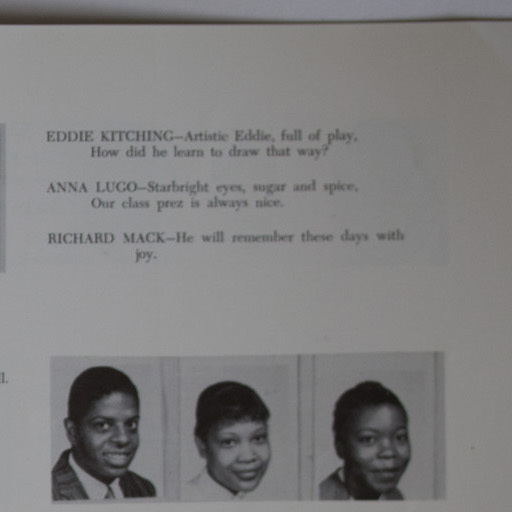 EDDIE KITCHING—Artistic Eddie, full of play,
How did he learn to draw that way?
ANNA LUGO—Starbright eyes, sugar and spice,
Our class prez is always nice.
RICHARD MACK—He will remember these days with
joy.